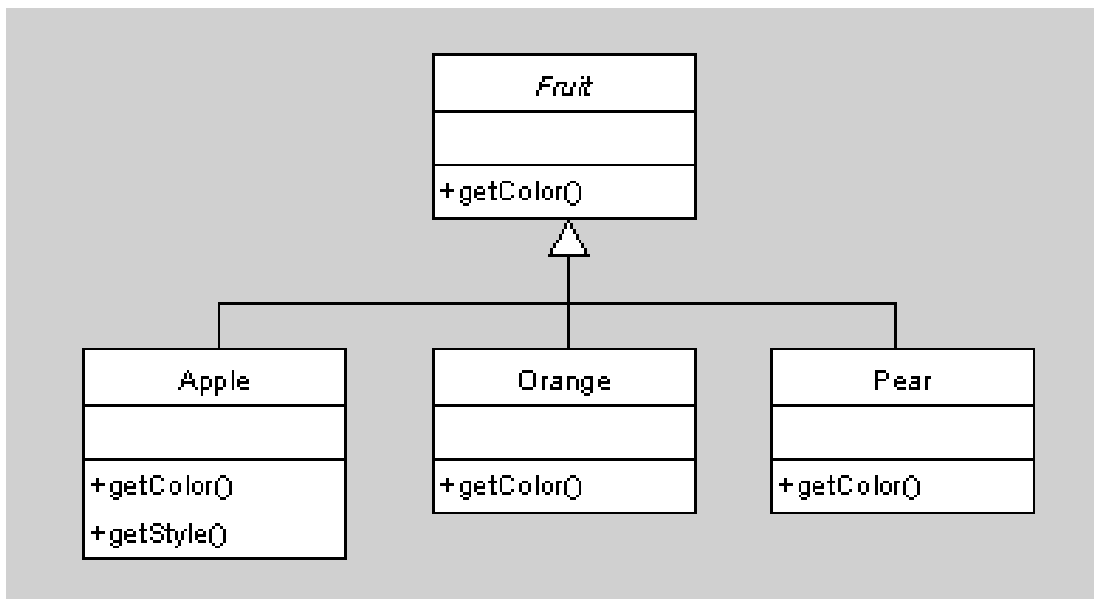 Fruit
+getColor()
Apple
+getColor()
+getStyle()
Orange
+getColor()
Pear
+getColor()